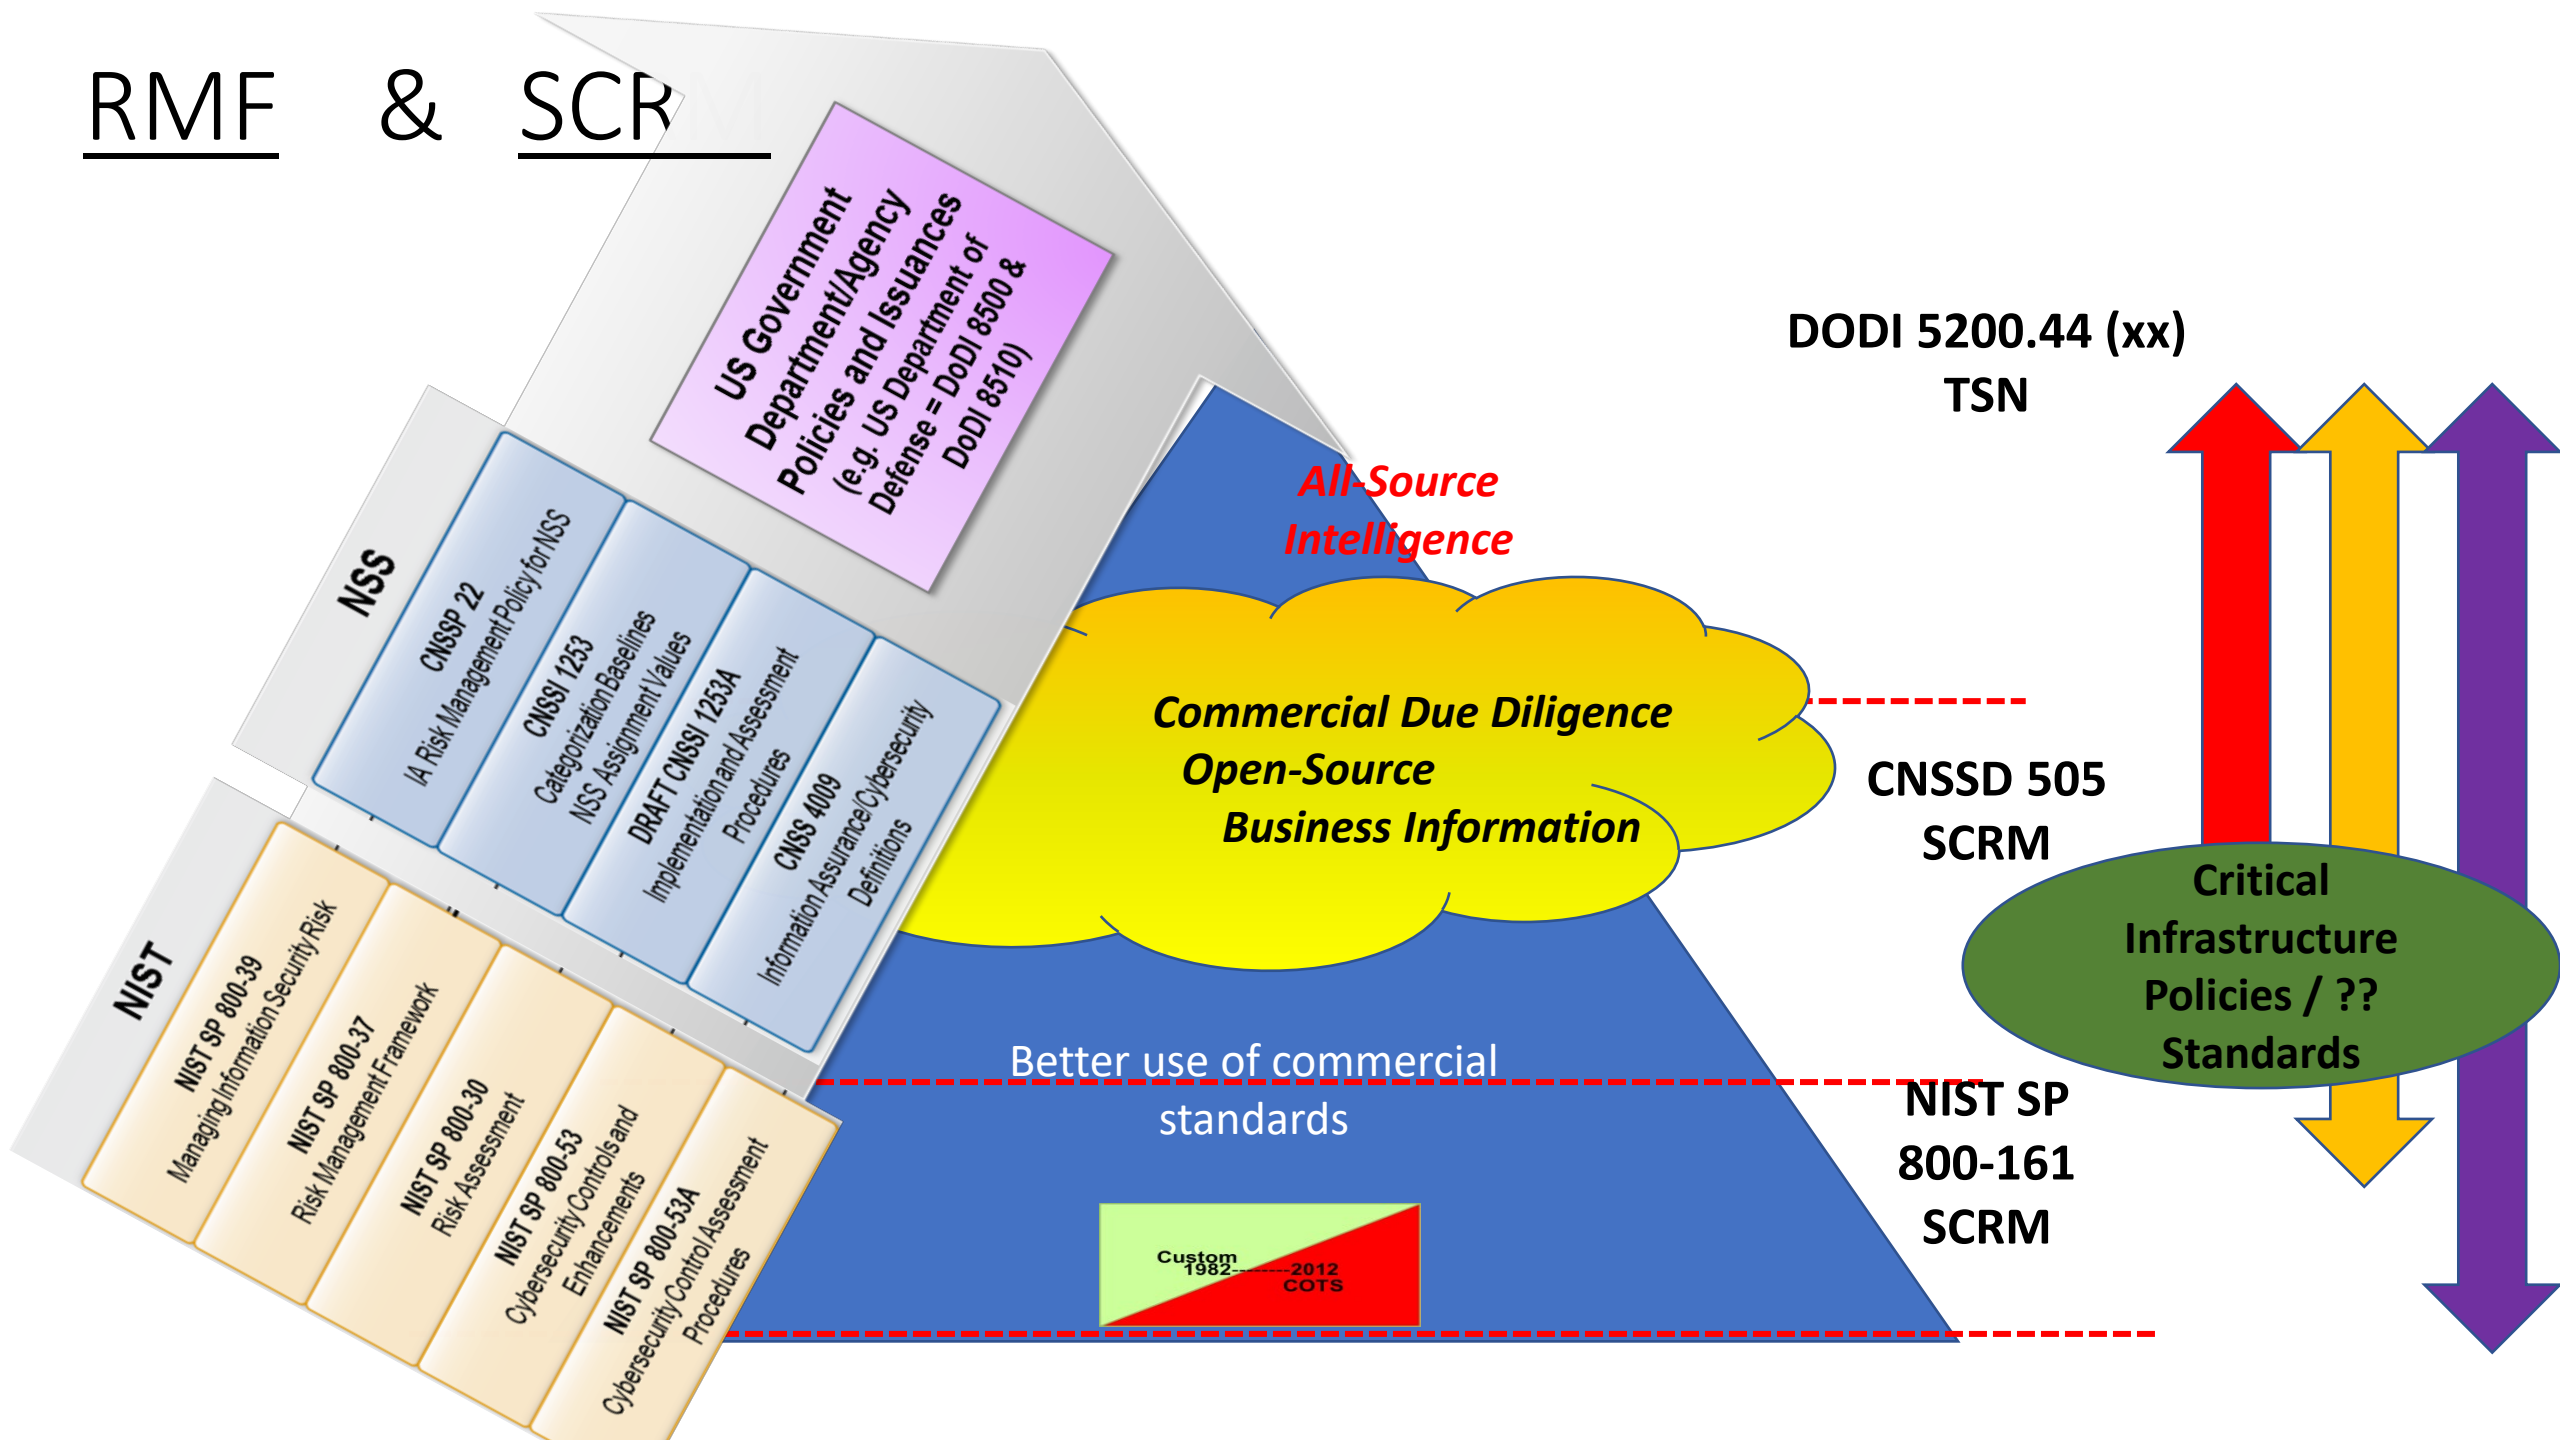 RMF & SCRM
US Government
Department/Agency
Policies and Issuances
(e.g. US Department of
Defense = DoDI 8500 &
DoDI 8510)
NSS
CNSSP 22
IA Risk Management Policy for NSS
CNSSI 1253
Categorization Baselines
NSS Assignment Values
DRAFT CNSSI 1253A
Implementation and Assessment
Procedures
CNSS 4009
Information Assurance/Cybersecurity
Definitions
NIST
NIST SP 800-39
Managing Information Security Risk
NIST SP 800-37
Risk Management Framework
NIST SP 800-30
Risk Assessment
NIST SP 800-53
Cybersecurity Controls and
Enhancements
NIST SP 800-53A
Cybersecurity Control Assessment
Procedures
All-Source
Intelligence
Commercial Due Diligence
Open-Source
Business Information
Better use of commercial
standards
Custom
1982--------2012
COTS
DODI 5200.44 (xx)
TSN
CNSSD 505
SCRM
NIST SP
800-161
SCRM
Critical
Infrastructure
Policies / ??
Standards